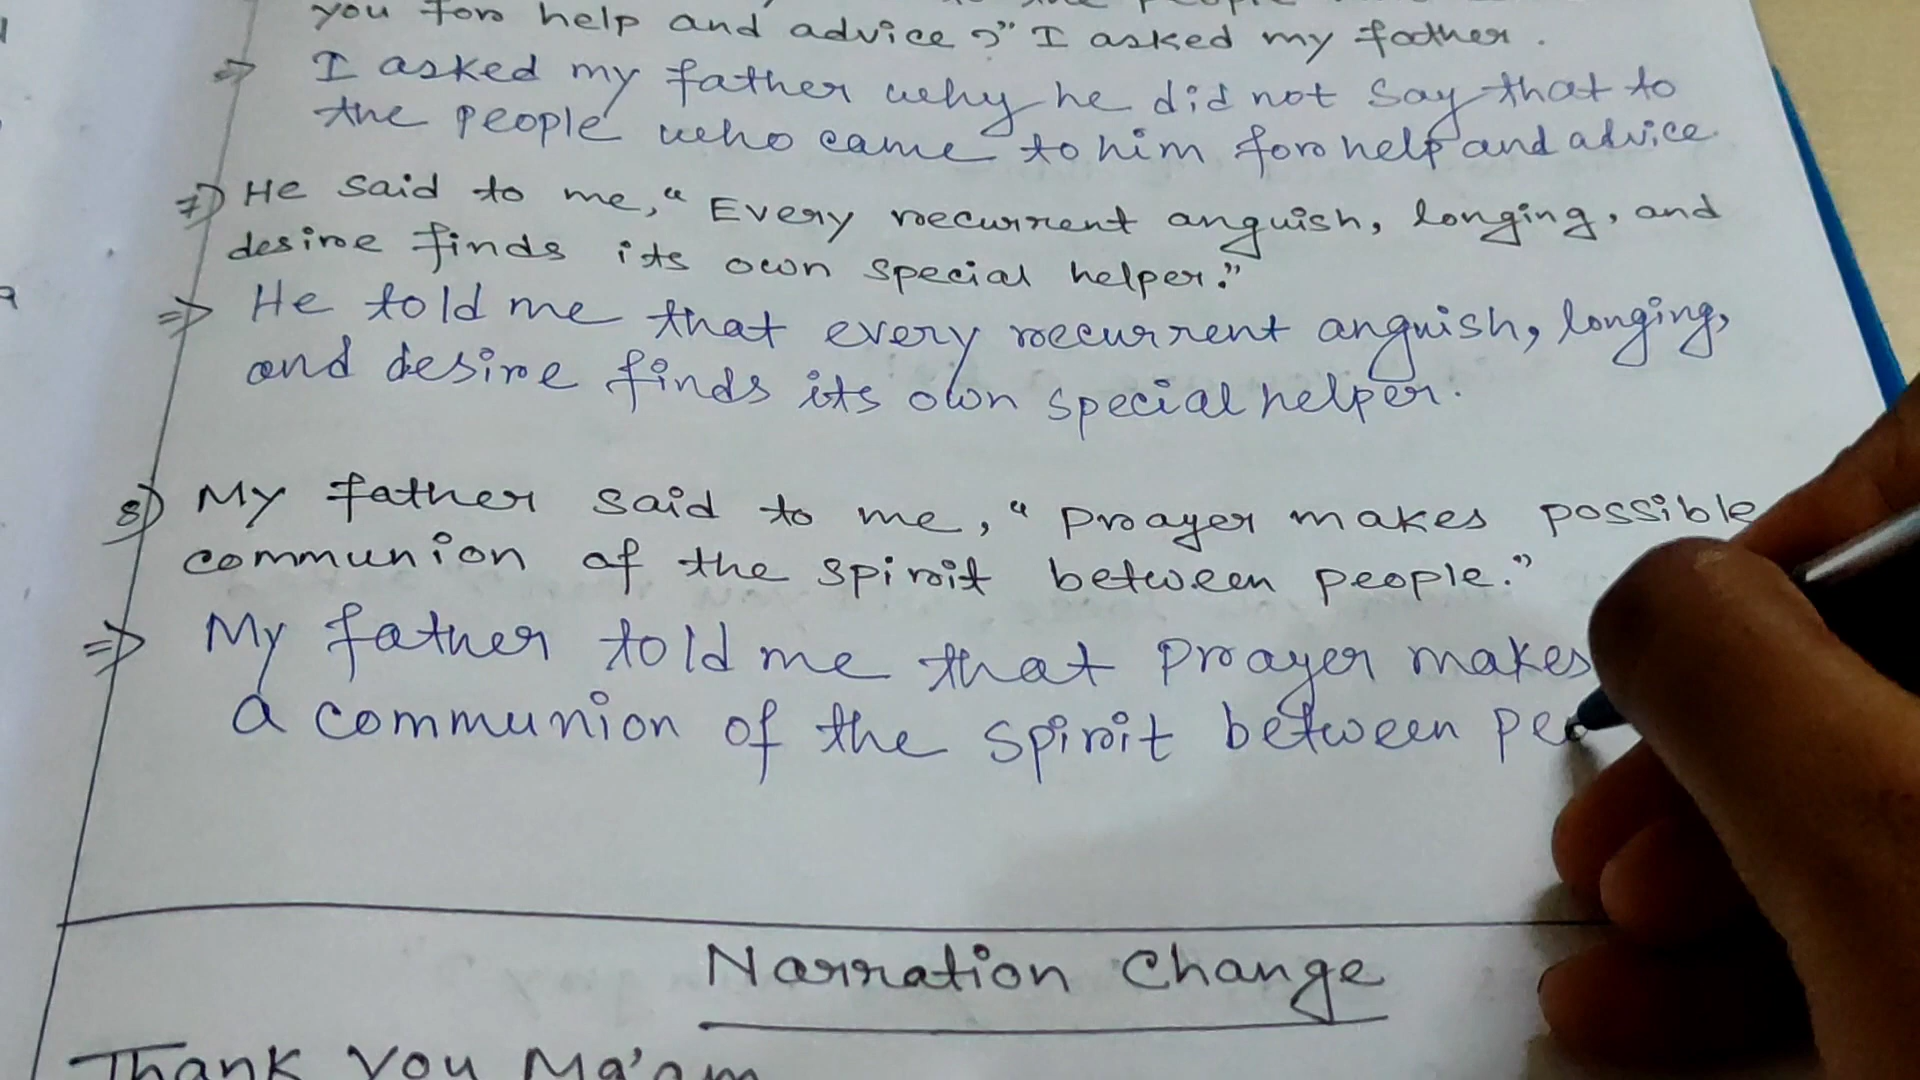 you for help and advice?" I asked my father.
⇒ I asked my father why he did not say that to
the people who came to him for help and advice.
7) He said to me, "Every recurrent anguish, longing, and
desire finds its own special helper."
⇒ He told me that every recurrent anguish, longing,
and desire finds its own special helper.
8) My father said to me, "prayer makes possible
communion of the spirit between people."
⇒ My father told me that prayer makes
a communion of the spirit between pe
Narration Change
Thank You Ma'am